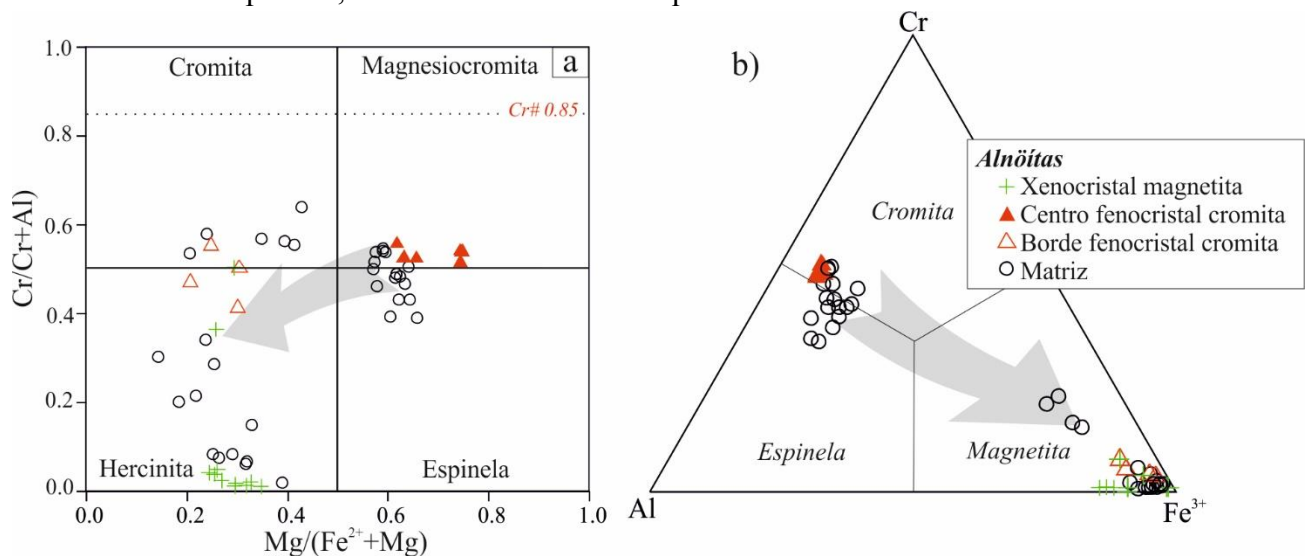 1.0
Cromita
Magnesiocromita
a
Cr# 0.85
0.8
0.6
0.4
0.2
0.0
Hercinita
Espinela
Cr/Cr+Al)
0.0
0.2
0.4
0.6
0.8
1.0
Mg/(Fe²⁺+Mg)
b)
Cr
Alnöítas
Xenocristal magnetita
Centro fenocristal cromita
Borde fenocristal cromita
Matriz
Cromita
Espinela
Magnetita
Al
Fe³⁺